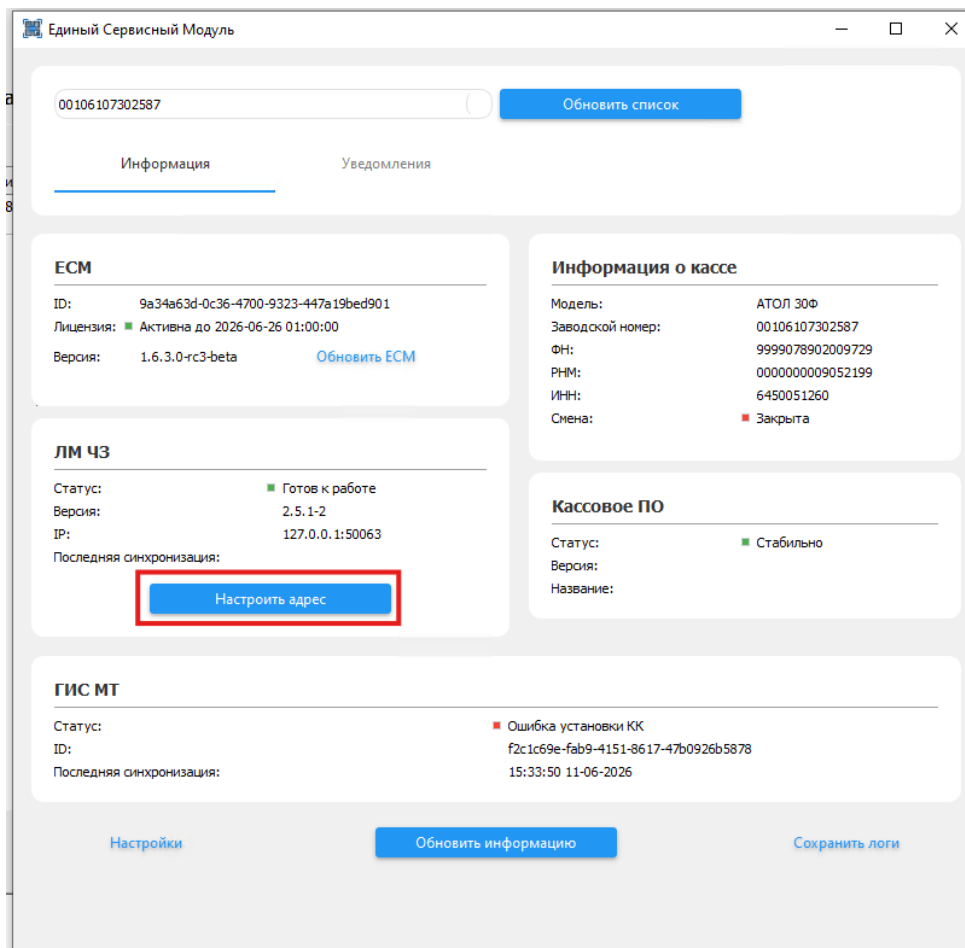 Единый Сервисный Модуль
00106107302587
Обновить список
Информация
Уведомления
ЕСМ
ID: 9a34a63d-0c36-4700-9323-447a19bed901
Лицензия: Активна до 2026-06-26 01:00:00
Версия: 1.6.3.0-rc3-beta Обновить ЕСМ
Информация о кассе
Модель: АТОЛ 30Ф
Заводской номер: 00106107302587
ФН: 9999078902009729
РНМ: 0000000009052199
ИНН: 6450051260
Смена: Закрыта
ЛМ ЧЗ
Статус: Готов к работе
Версия: 2.5.1-2
IP: 127.0.0.1:50063
Последняя синхронизация:
Настроить адрес
Кассовое ПО
Статус: Стабильно
Версия:
Название:
ГИС МТ
Статус: Ошибка установки КК
ID: f2c1c69e-fab9-4151-8617-47b0926b5878
Последняя синхронизация: 15:33:50 11-06-2026
Настройки
Обновить информацию
Сохранить логи